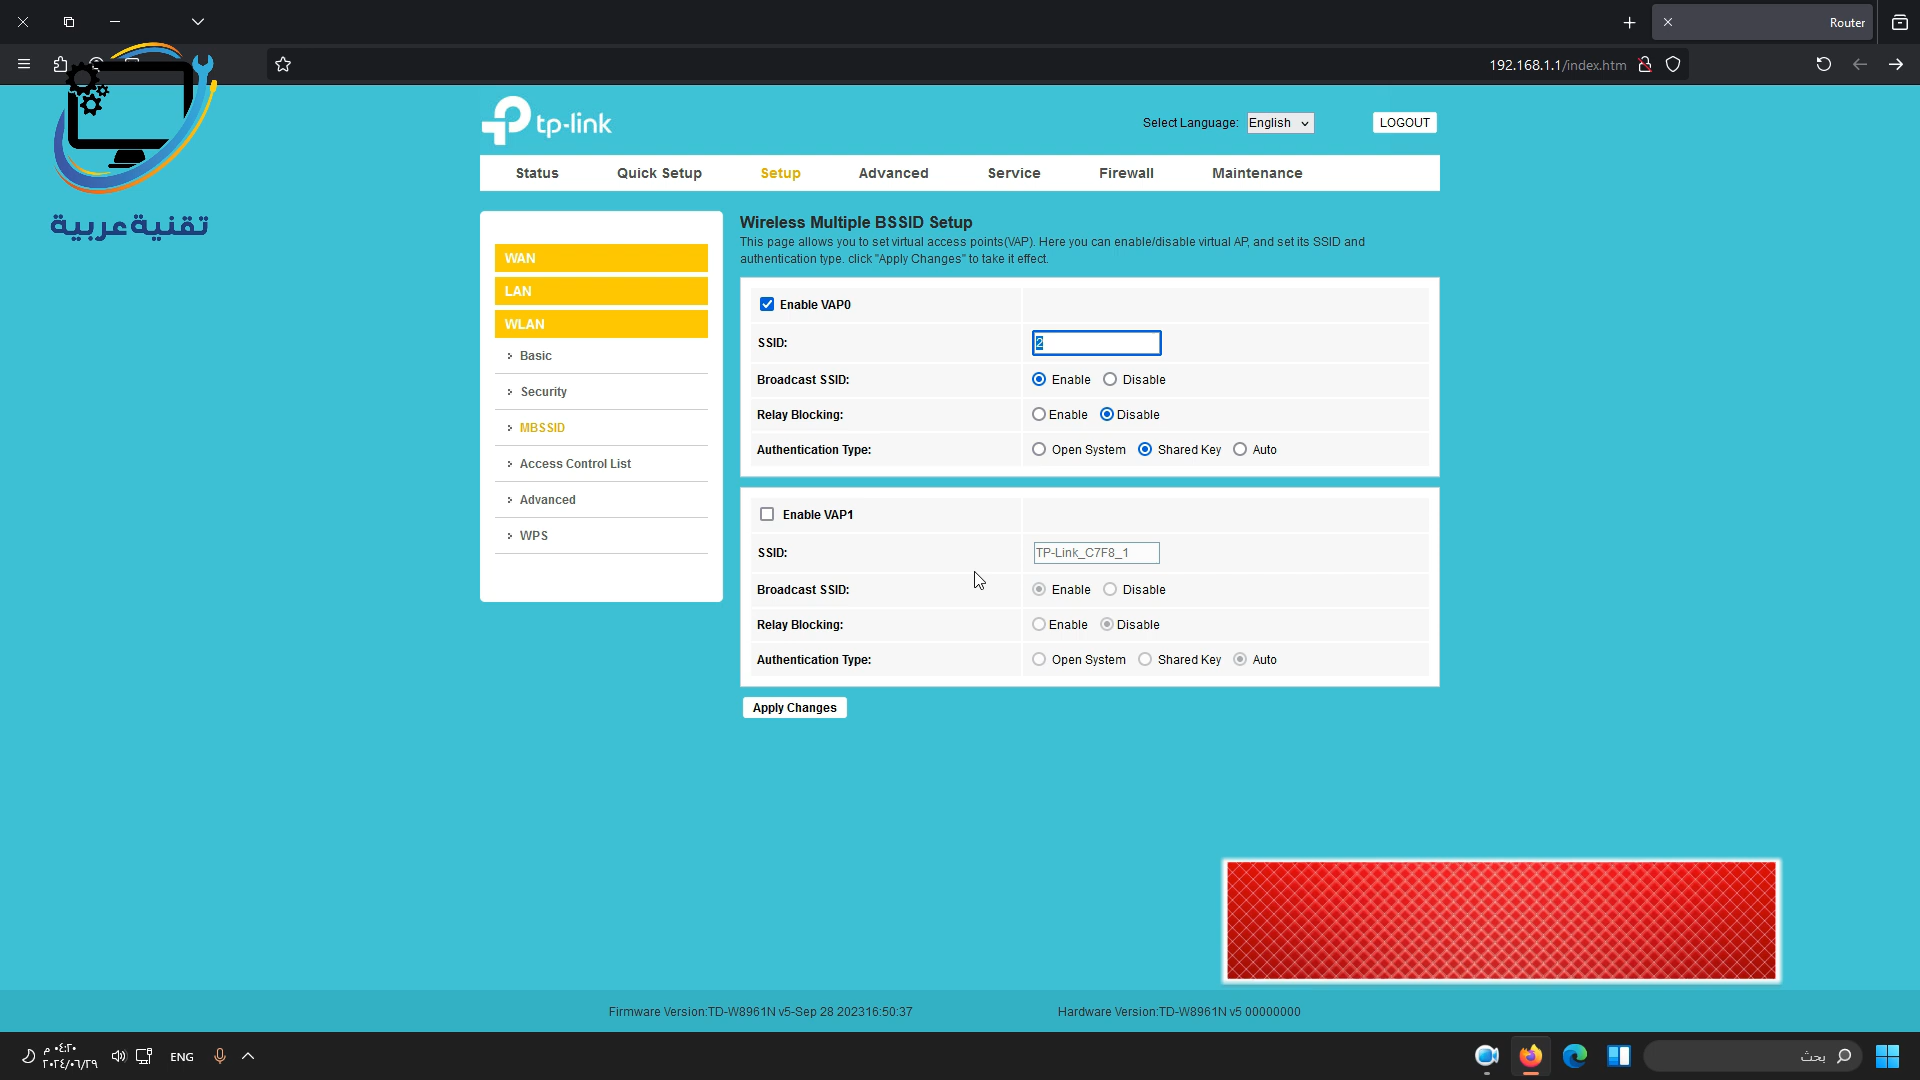 Router
192.168.1.1/index.htm
تقنية عربية
tp-link
Select Language: English
LOGOUT
Status Quick Setup Setup Advanced Service Firewall Maintenance
WAN
LAN
WLAN
Basic
Security
MBSSID
Access Control List
Advanced
WPS
Wireless Multiple BSSID Setup
This page allows you to set virtual access points(VAP). Here you can enable/disable virtual AP, and set its SSID and
authentication type. click "Apply Changes" to take it effect.
Enable VAP0
SSID: 2
Broadcast SSID: Enable Disable
Relay Blocking: Enable Disable
Authentication Type: Open System Shared Key Auto
Enable VAP1
SSID: TP-Link_C7F8_1
Broadcast SSID: Enable Disable
Relay Blocking: Enable Disable
Authentication Type: Open System Shared Key Auto
Apply Changes
Firmware Version:TD-W8961N v5-Sep 28 202316:50:37
Hardware Version:TD-W8961N v5 00000000
٠٤:٢٠ م
٢٠٢٤/٠٦/٢٩
ENG
بحث